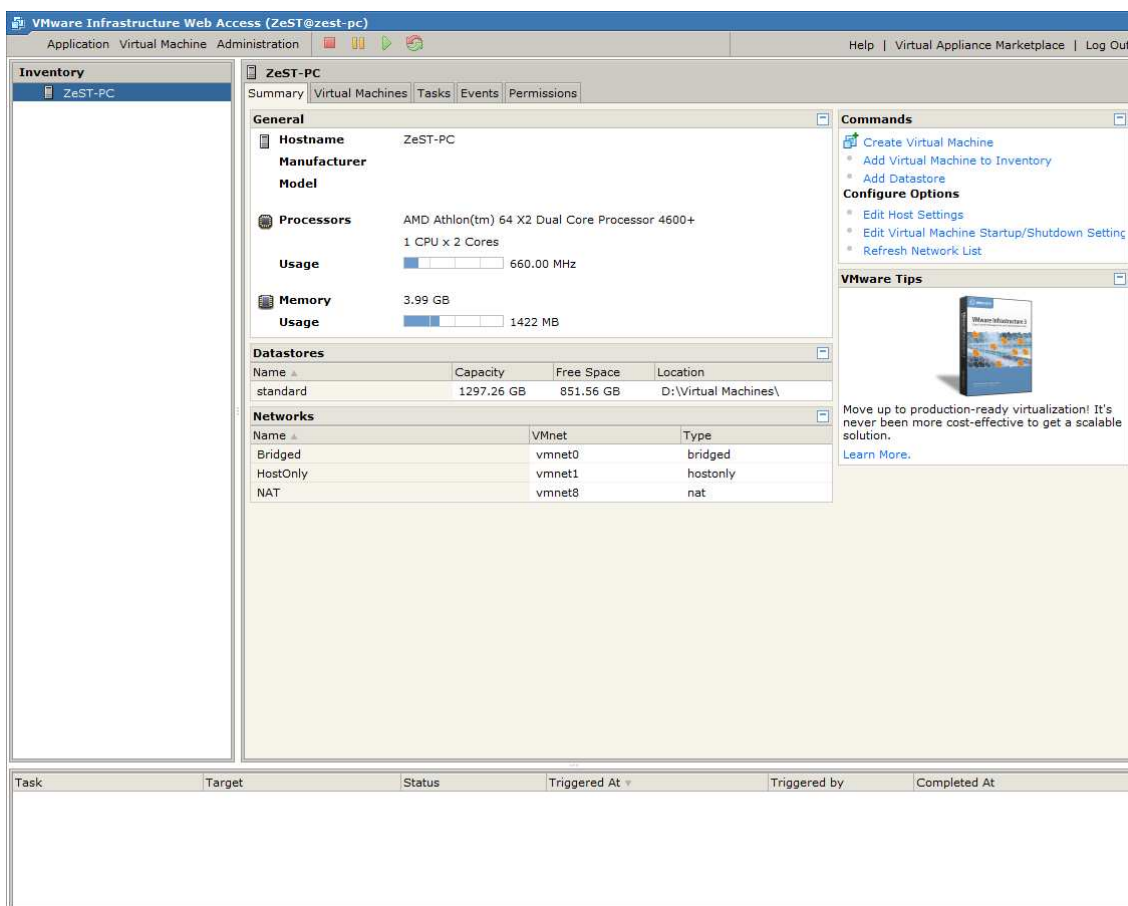 VMware Infrastructure Web Access (ZeST@zest-pc)
Application Virtual Machine Administration Help | Virtual Appliance Marketplace | Log Out
Inventory
ZeST-PC
ZeST-PC
Summary Virtual Machines Tasks Events Permissions
General
Hostname ZeST-PC
Manufacturer
Model
Processors AMD Athlon(tm) 64 X2 Dual Core Processor 4600+
1 CPU x 2 Cores
Usage 660.00 MHz
Memory 3.99 GB
Usage 1422 MB
Datastores
Name Capacity Free Space Location
standard 1297.26 GB 851.56 GB D:\Virtual Machines\
Networks
Name VMnet Type
Bridged vmnet0 bridged
HostOnly vmnet1 hostonly
NAT vmnet8 nat
Commands
Create Virtual Machine
Add Virtual Machine to Inventory
Add Datastore
Configure Options
Edit Host Settings
Edit Virtual Machine Startup/Shutdown Setting
Refresh Network List
VMware Tips
VMware Infrastructure 3
Move up to production-ready virtualization! It's
never been more cost-effective to get a scalable
solution.
Learn More.
Task Target Status Triggered At Triggered by Completed At